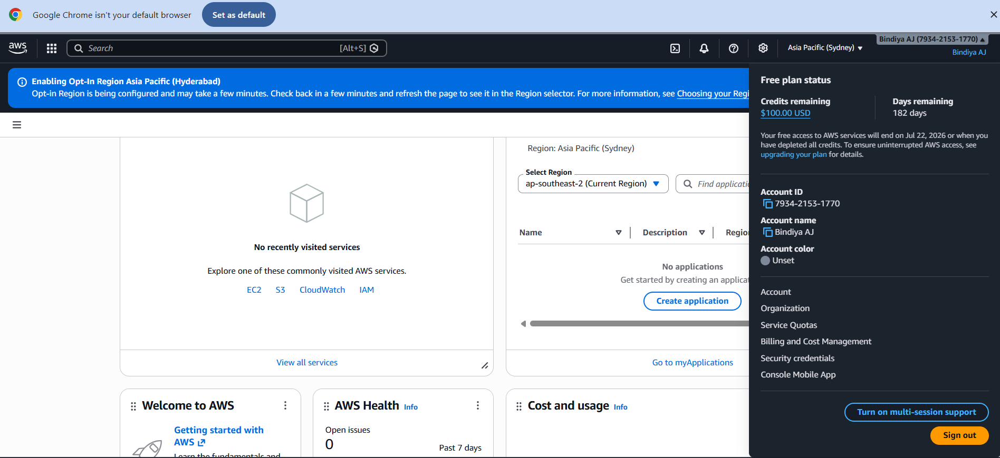 Google Chrome isn't your default browser
Set as default
aws
Search
[Alt+S]
Asia Pacific (Sydney)
Bindiya AJ (7934-2153-1770)
Bindiya AJ
Enabling Opt-In Region Asia Pacific (Hyderabad)
Opt-in Region is being configured and may take a few minutes. Check back in a few minutes and refresh the page to see it in the Region selector. For more information, see Choosing your Regi
No recently visited services
Explore one of these commonly visited AWS services.
EC2 S3 CloudWatch IAM
View all services
Region: Asia Pacific (Sydney)
Select Region
ap-southeast-2 (Current Region)
Find applicatio
Name Description Region
No applications
Get started by creating an applicat
Create application
Go to myApplications
Welcome to AWS
Getting started with
AWS
Learn the fundamentals and
AWS Health Info
Open issues
0
Past 7 days
Cost and usage Info
Free plan status
Credits remaining
$100.00 USD
Days remaining
182 days
Your free access to AWS services will end on Jul 22, 2026 or when you
have depleted all credits. To ensure uninterrupted AWS access, see
upgrading your plan for details.
Account ID
7934-2153-1770
Account name
Bindiya AJ
Account color
Unset
Account
Organization
Service Quotas
Billing and Cost Management
Security credentials
Console Mobile App
Turn on multi-session support
Sign out